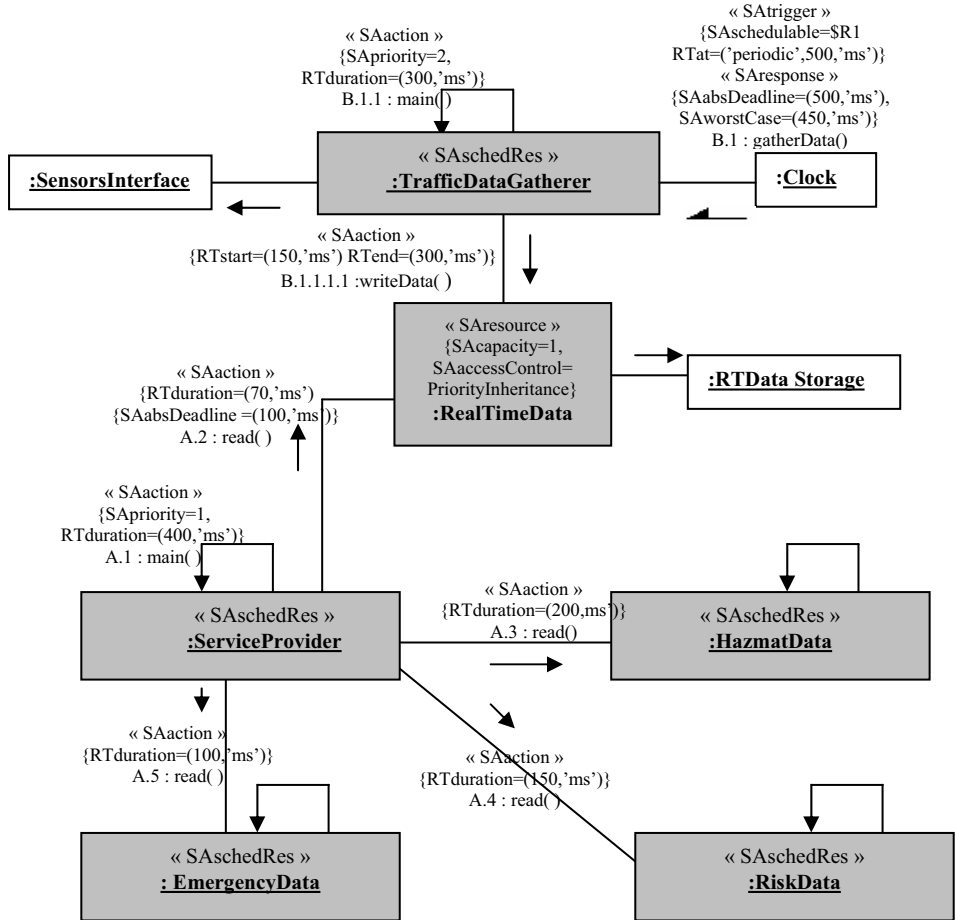 « SAtrigger »
{SAschedulable=$R1
RTat=('periodic',500,'ms')}
« SAresponse »
{SAabsDeadline=(500,'ms'),
SAworstCase=(450,'ms')}
B.1 : gatherData()
« SAaction »
{SApriority=2,
RTduration=(300,'ms')}
B.1.1 : main( )
:SensorsInterface
« SAschedRes »
:TrafficDataGatherer
:Clock
« SAaction »
{RTstart=(150,'ms') RTend=(300,'ms')}
B.1.1.1.1 :writeData( )
« SAresource »
{SAcapacity=1,
SAaccessControl=
PriorityInheritance}
:RealTimeData
:RTData Storage
« SAaction »
{RTduration=(70,'ms')
{SAabsDeadline =(100,'ms')}
A.2 : read( )
« SAaction »
{SApriority=1,
RTduration=(400,'ms')}
A.1 : main( )
« SAschedRes »
:ServiceProvider
« SAaction »
{RTduration=(200,ms')}
A.3 : read()
« SAschedRes »
:HazmatData
« SAaction »
{RTduration=(100,'ms')}
A.5 : read( )
« SAaction »
{RTduration=(150,'ms')}
A.4 : read( )
« SAschedRes »
: EmergencyData
« SAschedRes »
:RiskData